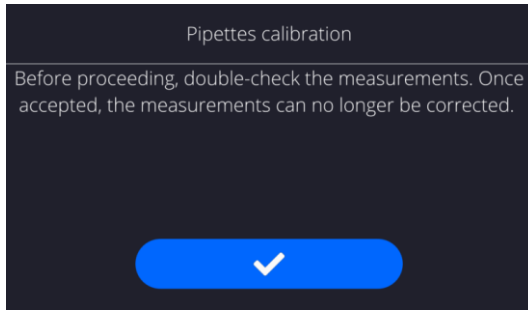 Pipettes calibration
Before proceeding, double-check the measurements. Once
accepted, the measurements can no longer be corrected.